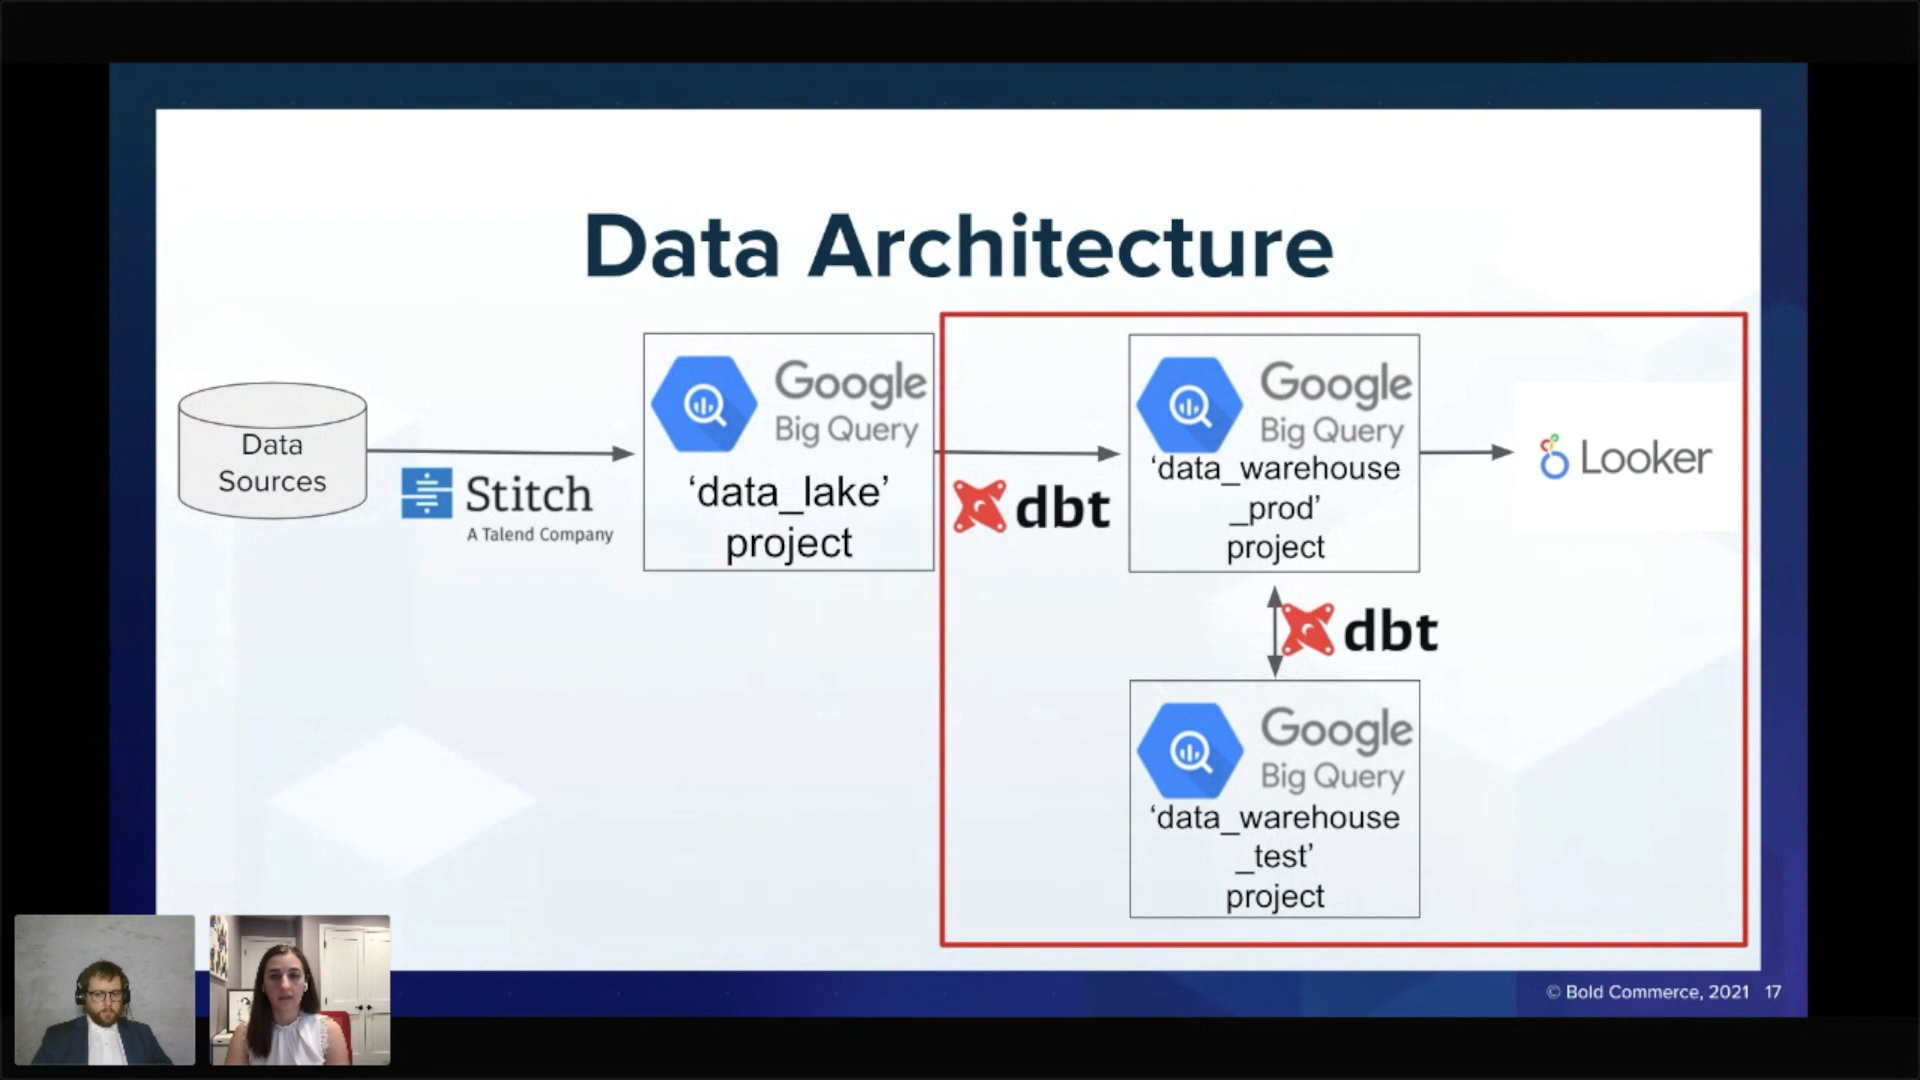 Data Architecture
Data
Sources
Stitch
A Talend Company
Google
Big Query
‘data_lake’
project
dbt
Google
Big Query
‘data_warehouse
_prod’
project
Looker
dbt
Google
Big Query
‘data_warehouse
_test’
project
© Bold Commerce, 2021 17